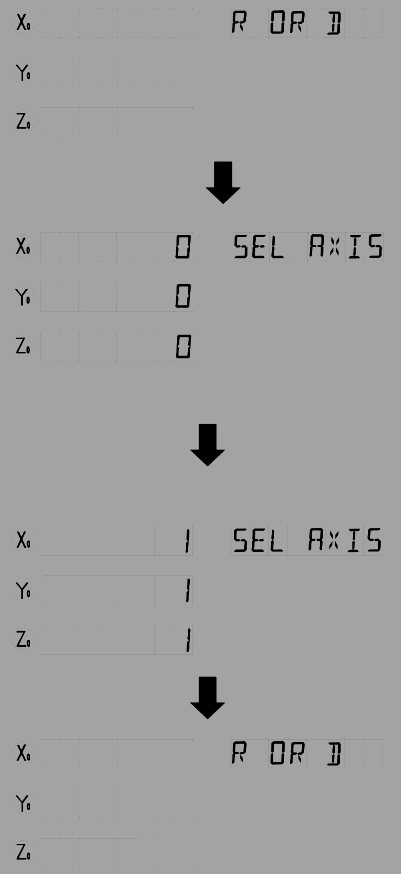 X₀ R OR D
Y₀
Z₀
X₀ 0 SEL AXIS
Y₀ 0
Z₀ 0
X₀ 1 SEL AXIS
Y₀ 1
Z₀ 1
X₀ R OR D
Y₀
Z₀